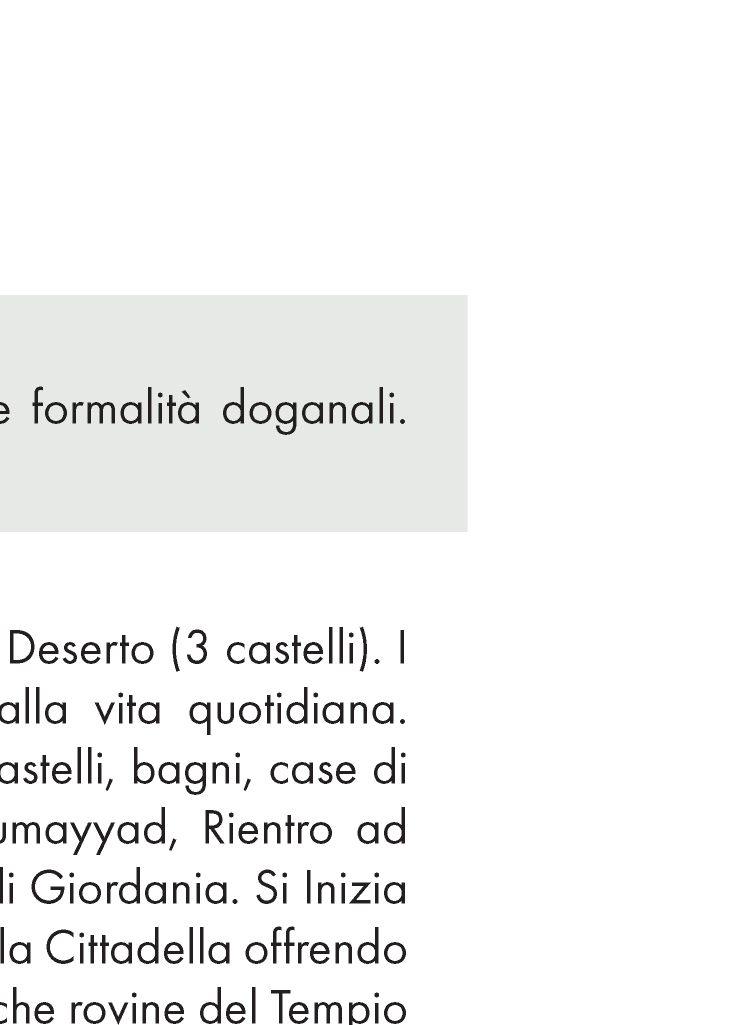 e formalità doganali.
Deserto (3 castelli). I
alla vita quotidiana.
astelli, bagni, case di
umayyad, Rientro ad
di Giordania. Si Inizia
la Cittadella offrendo
che rovine del Tempio